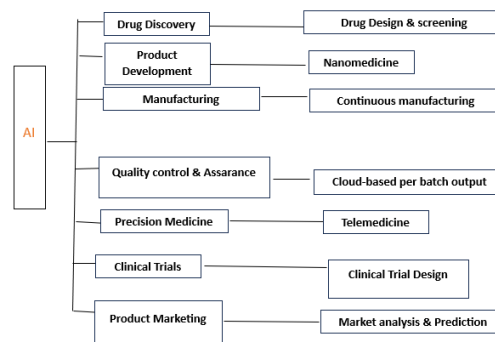 Drug Discovery
Drug Design & screening
Product
Development
Nanomedicine
Manufacturing
Continuous manufacturing
AI
Quality control & Assarance
Cloud-based per batch output
Precision Medicine
Telemedicine
Clinical Trials
Clinical Trial Design
Product Marketing
Market analysis & Prediction